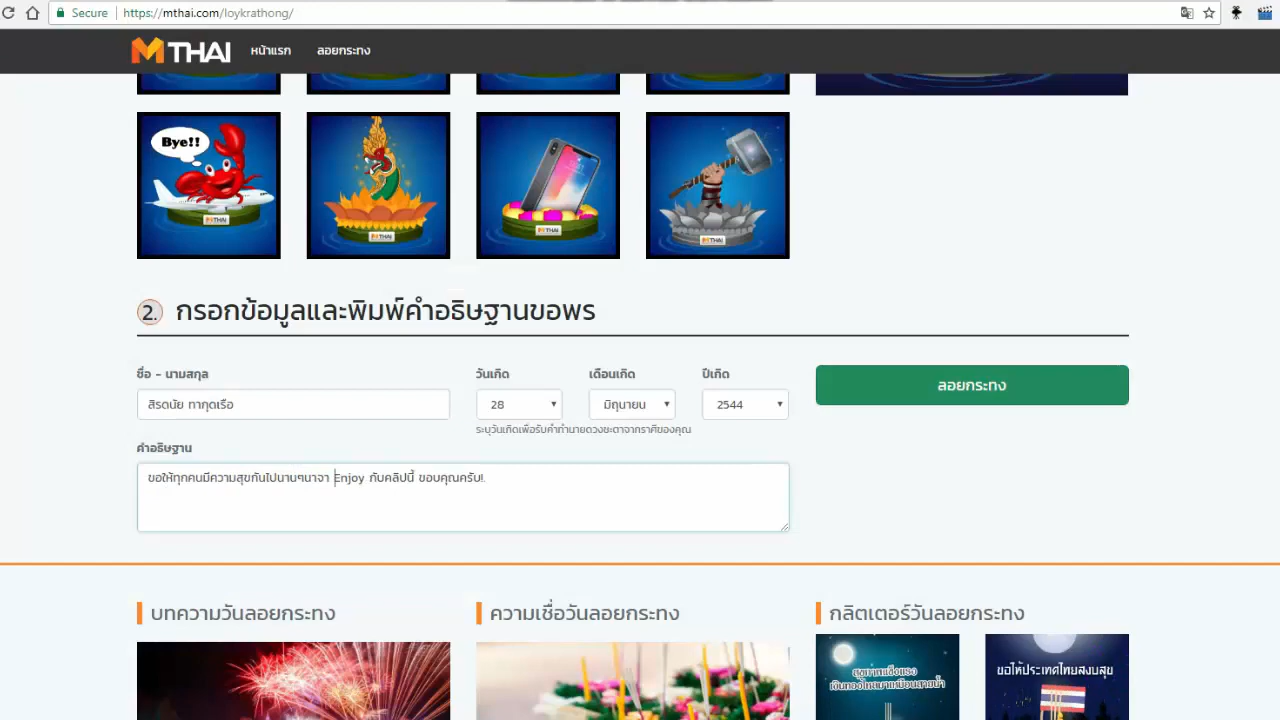 Secure https://mthai.com/loykrathong/
MTHAI หน้าแรก ลอยกระทง
Bye!!
MTHAI
MTHAI
MTHAI
MTHAI
2. กรอกข้อมูลและพิมพ์คำอธิษฐานขอพร
ชื่อ - นามสกุล วันเกิด เดือนเกิด ปีเกิด
สิรดนัย ทากุดเรือ 28 มิถุนายน 2544 ลอยกระทง
ระบุวันเกิดเพื่อรับคำทำนายดวงชะตาจากราศีของคุณ
คำอธิษฐาน
ขอให้ทุกคนมีความสุขกันไปนานๆนาจา Enjoy กับคลิปนี้ ขอบคุณครับ!.
บทความวันลอยกระทง ความเชื่อวันลอยกระทง กลิตเตอร์วันลอยกระทง
ขอให้ประเทศไทยสงบสุข